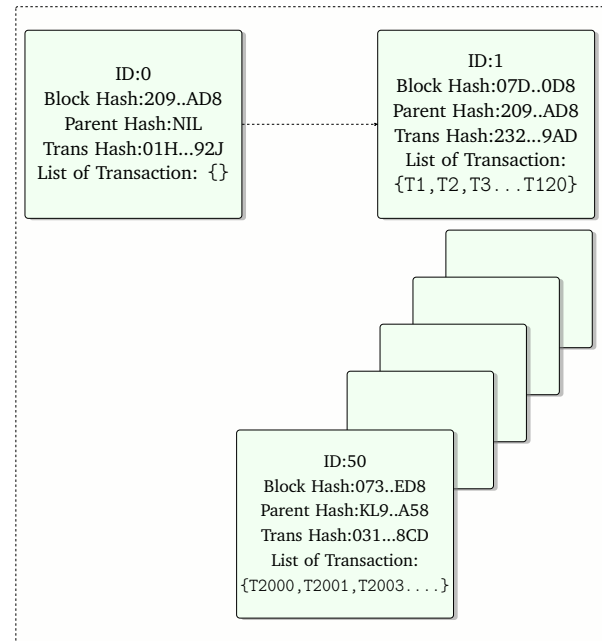 ID:0
Block Hash:209..AD8
Parent Hash:NIL
Trans Hash:01H...92J
List of Transaction: {}
ID:1
Block Hash:07D..0D8
Parent Hash:209..AD8
Trans Hash:232...9AD
List of Transaction:
{T1,T2,T3...T120}
ID:50
Block Hash:073..ED8
Parent Hash:KL9..A58
Trans Hash:031...8CD
List of Transaction:
{T2000,T2001,T2003....}